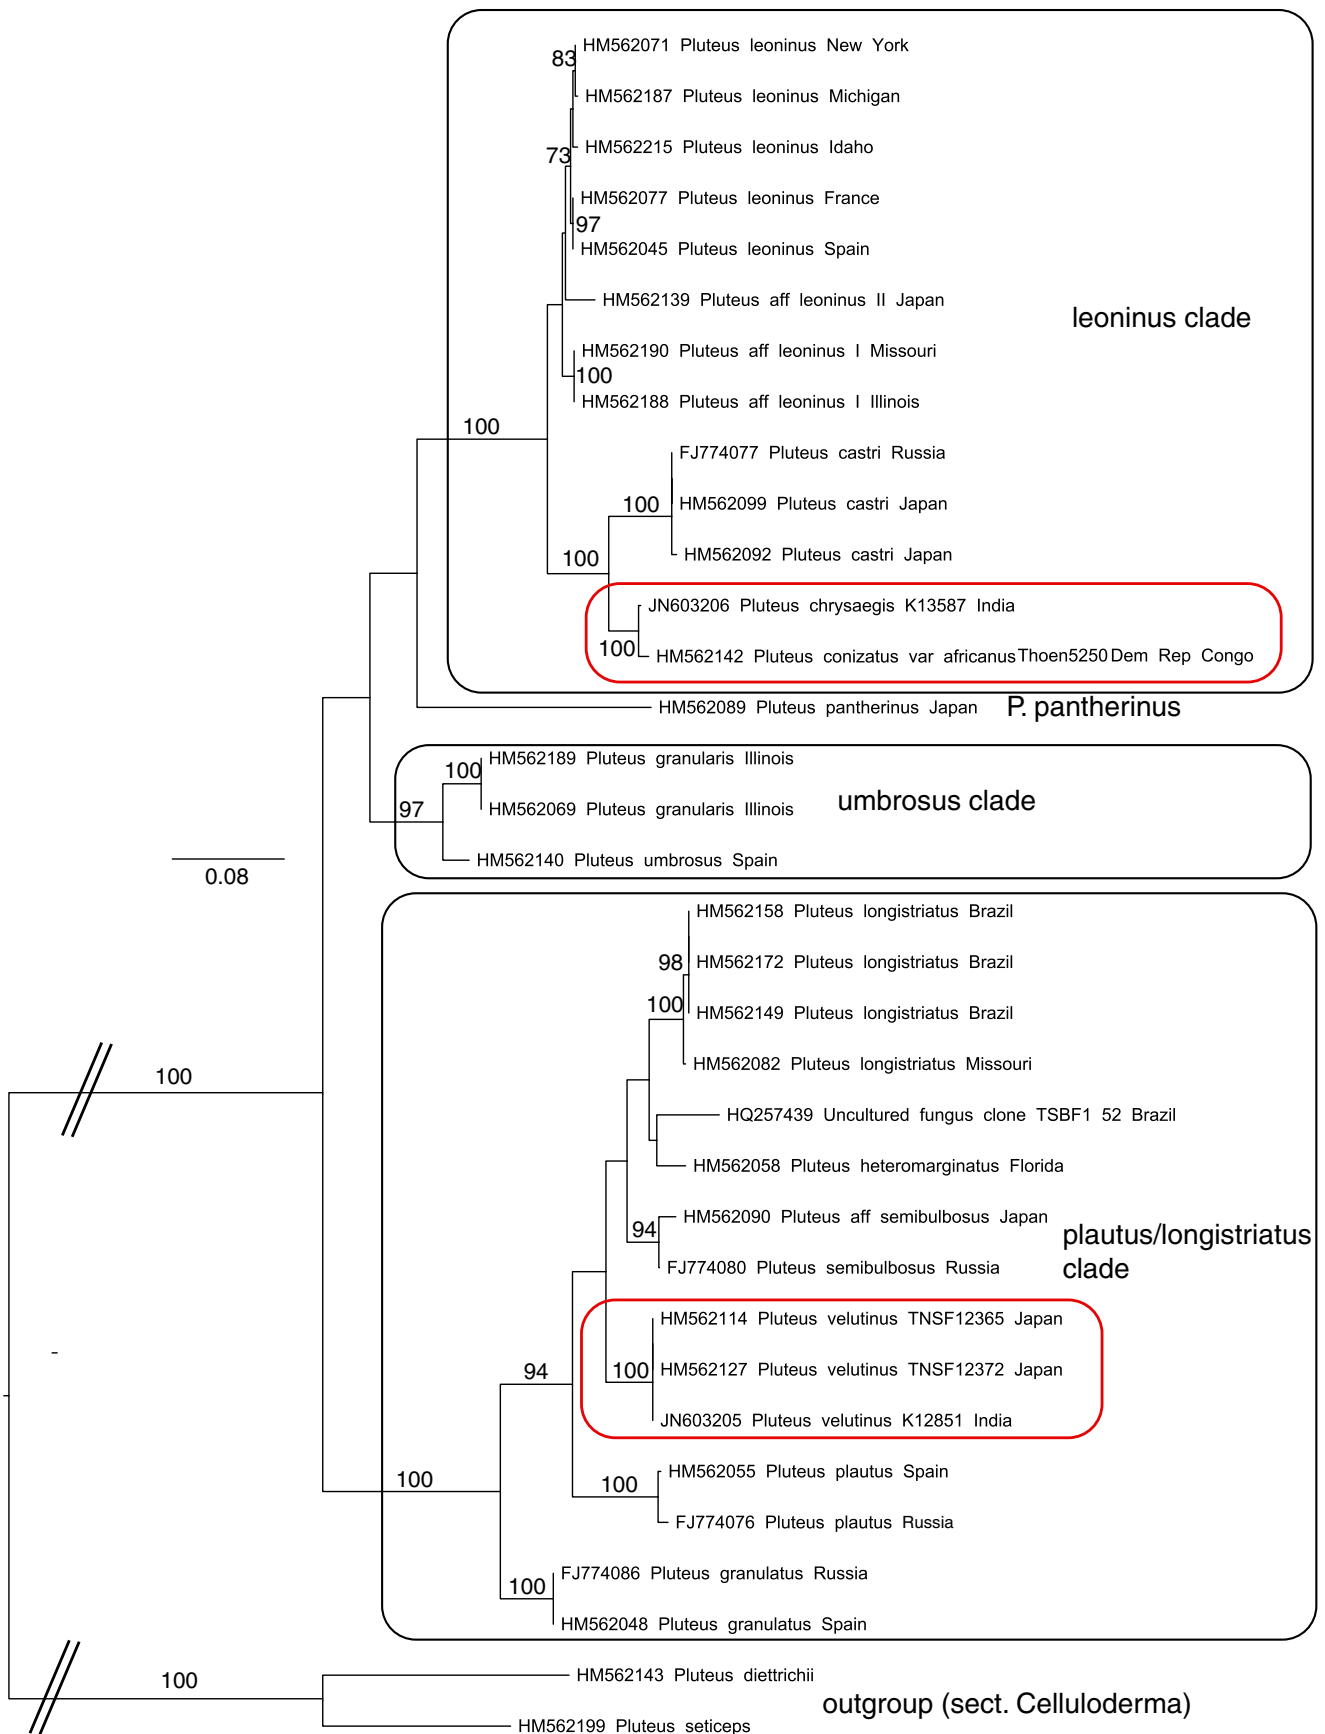 HM562071 Pluteus leoninus New York
83
HM562187 Pluteus leoninus Michigan
HM562215 Pluteus leoninus Idaho
73
HM562077 Pluteus leoninus France
97
HM562045 Pluteus leoninus Spain
HM562139 Pluteus aff leoninus II Japan
leoninus clade
HM562190 Pluteus aff leoninus I Missouri
100
HM562188 Pluteus aff leoninus I Illinois
100
FJ774077 Pluteus castri Russia
100
HM562099 Pluteus castri Japan
HM562092 Pluteus castri Japan
100
JN603206 Pluteus chrysaegis K13587 India
100
HM562142 Pluteus conizatus var africanus Thoen5250 Dem Rep Congo
HM562089 Pluteus pantherinus Japan
P. pantherinus
HM562189 Pluteus granularis Illinois
100
umbrosus clade
97
HM562069 Pluteus granularis Illinois
HM562140 Pluteus umbrosus Spain
0.08
HM562158 Pluteus longistriatus Brazil
98
HM562172 Pluteus longistriatus Brazil
100
HM562149 Pluteus longistriatus Brazil
HM562082 Pluteus longistriatus Missouri
100
HQ257439 Uncultured fungus clone TSBF1 52 Brazil
HM562058 Pluteus heteromarginatus Florida
HM562090 Pluteus aff semibulbosus Japan
94
plautus/longistriatus
clade
FJ774080 Pluteus semibulbosus Russia
HM562114 Pluteus velutinus TNSF12365 Japan
94
100
HM562127 Pluteus velutinus TNSF12372 Japan
JN603205 Pluteus velutinus K12851 India
100
HM562055 Pluteus plautus Spain
100
FJ774076 Pluteus plautus Russia
FJ774086 Pluteus granulatus Russia
100
HM562048 Pluteus granulatus Spain
100
HM562143 Pluteus diettrichii
outgroup (sect. Celluloderma)
HM562199 Pluteus seticeps